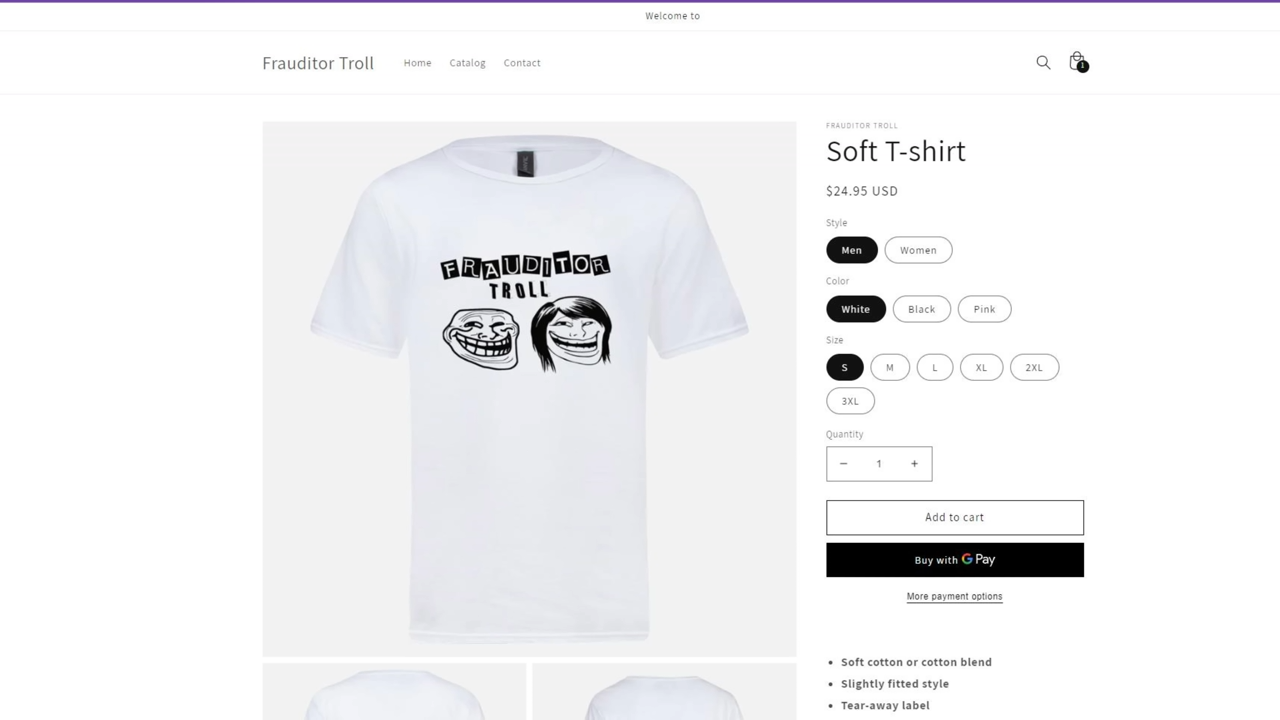 Welcome to
Frauditor Troll
Home
Catalog
Contact
1
FRAUDITOR
TROLL
FRAUDITOR TROLL
Soft T-shirt
$24.95 USD
Style
Men
Women
Color
White
Black
Pink
Size
S
M
L
XL
2XL
3XL
Quantity
− 1 +
Add to cart
Buy with G Pay
More payment options
• Soft cotton or cotton blend
• Slightly fitted style
• Tear-away label